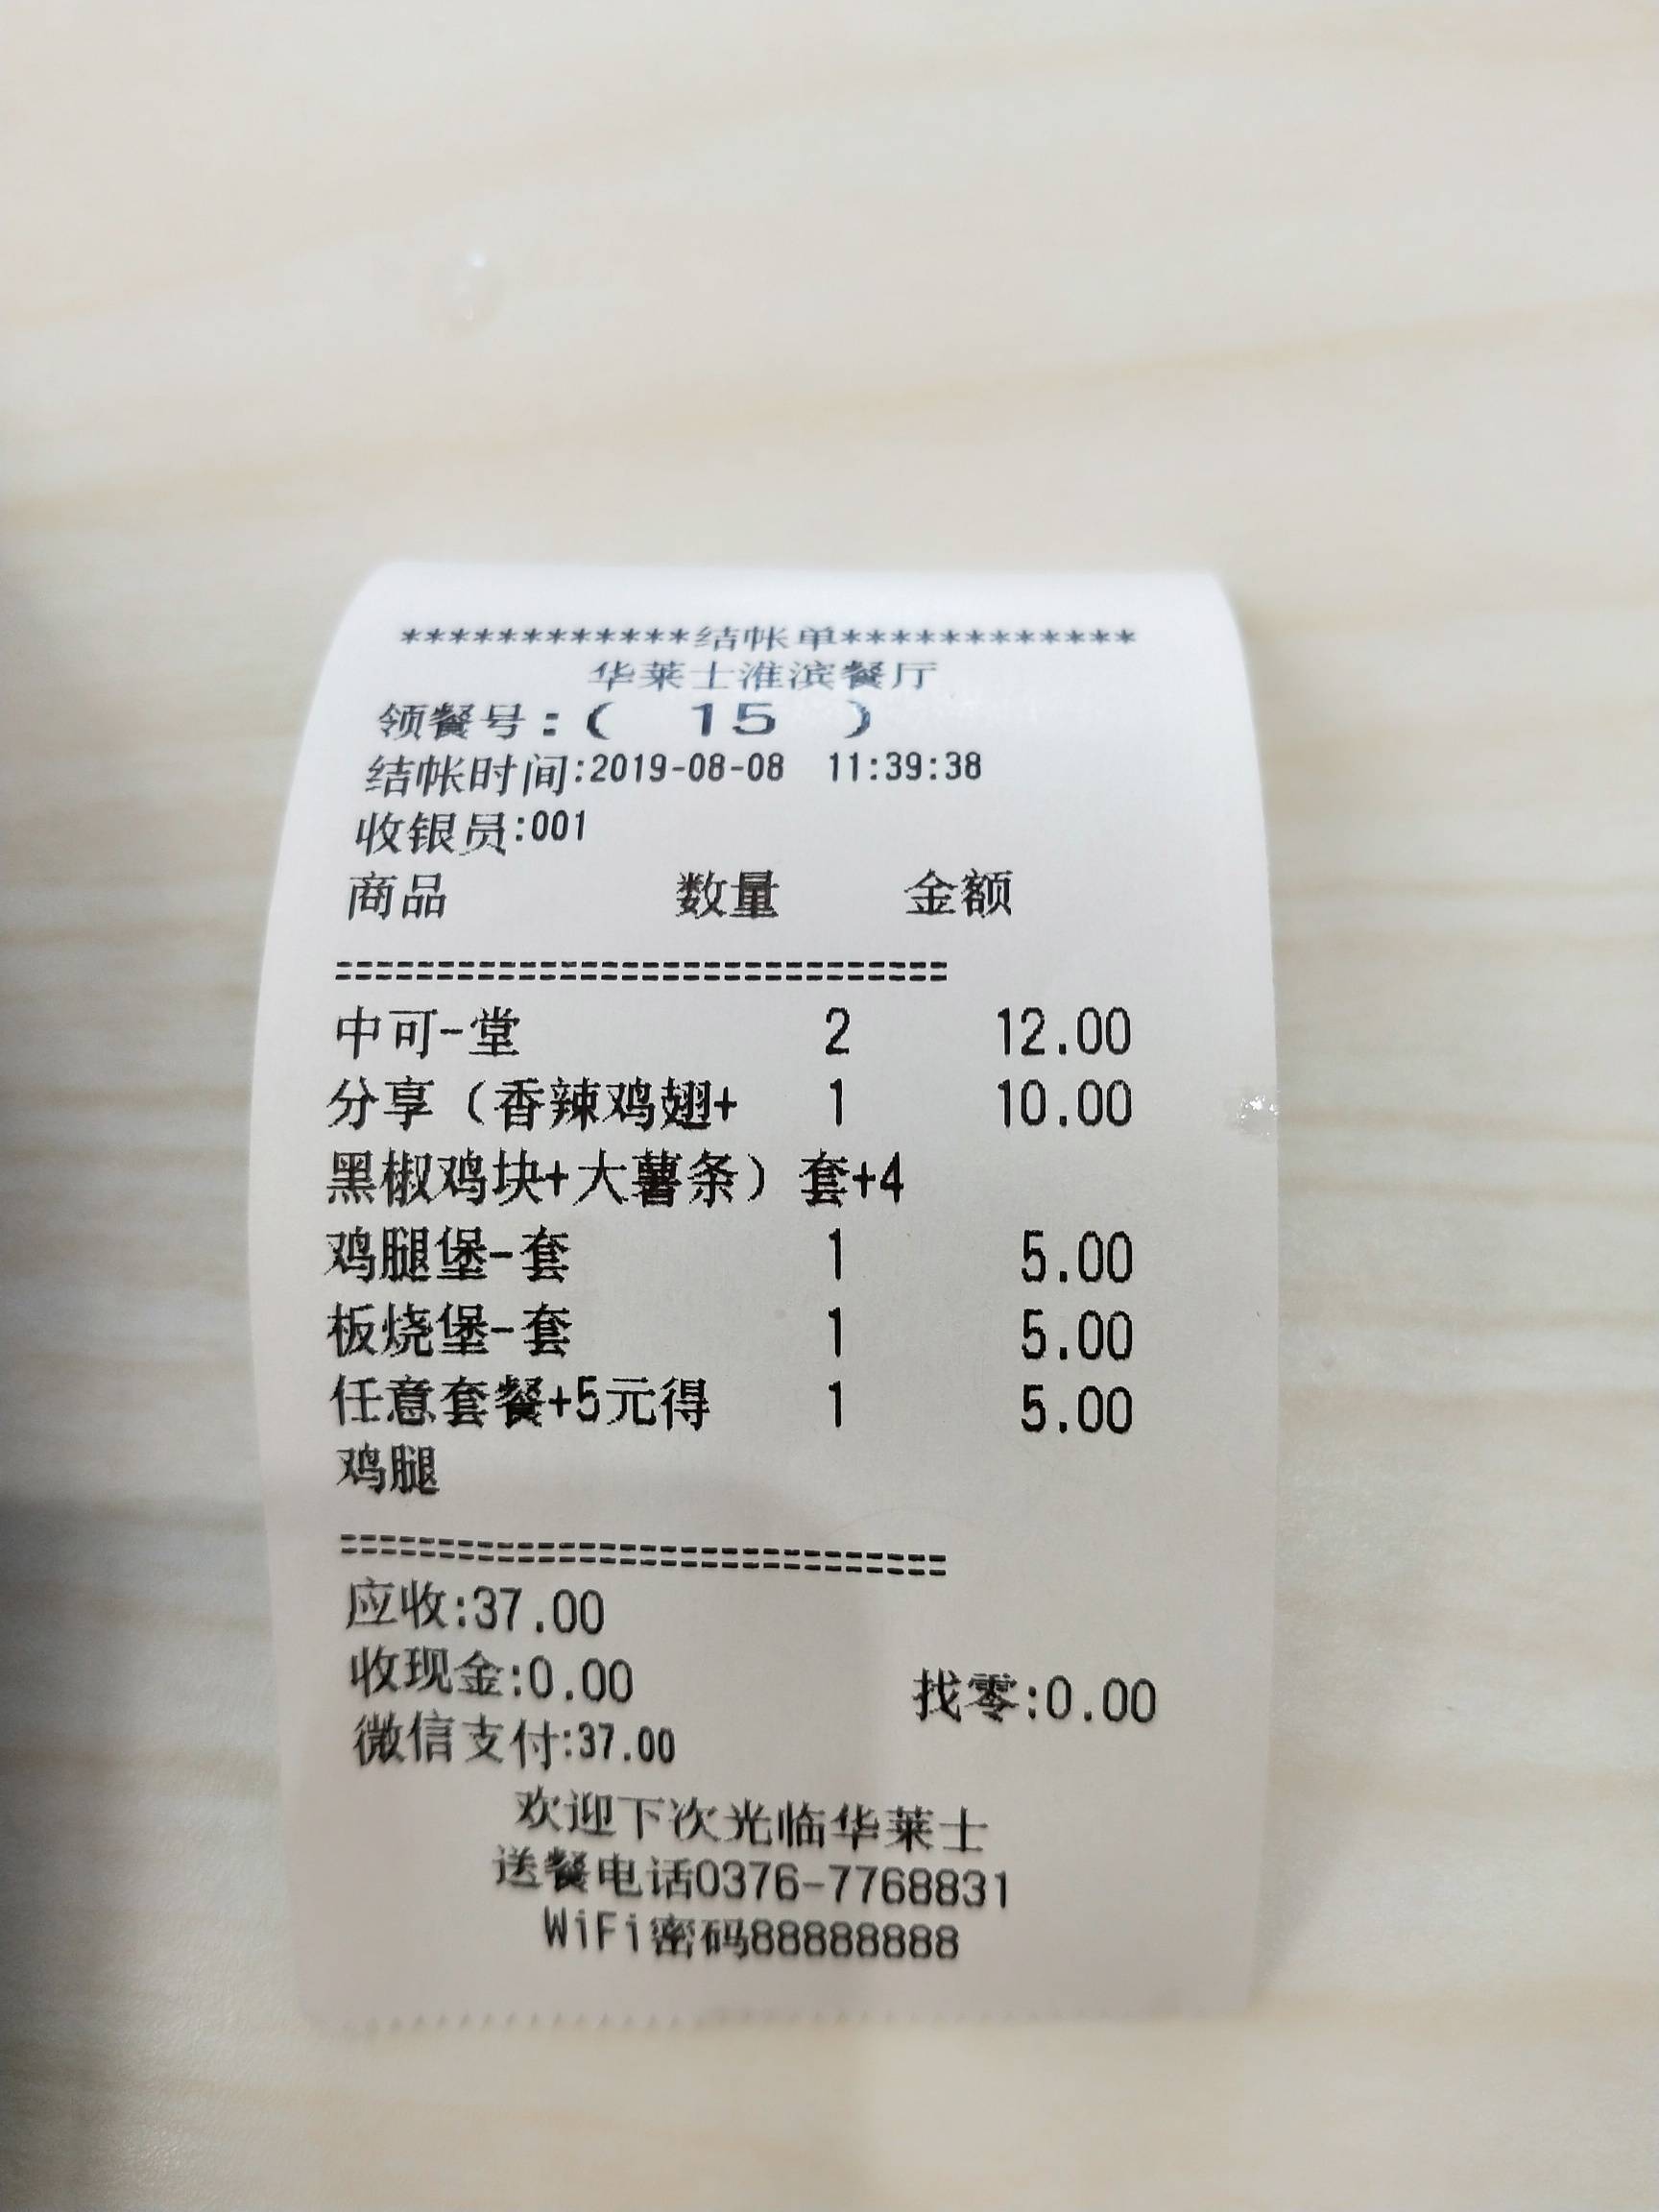 ************结帐单************
华莱士淮滨餐厅
领餐号:( 15 )
结帐时间:2019-08-08 11:39:38
收银员:001
商品 数量 金额
==============================
中可-堂 2 12.00
分享（香辣鸡翅+ 1 10.00
黑椒鸡块+大薯条）套+4
鸡腿堡-套 1 5.00
板烧堡-套 1 5.00
任意套餐+5元得 1 5.00
鸡腿
==============================
应收:37.00
收现金:0.00 找零:0.00
微信支付:37.00
欢迎下次光临华莱士
送餐电话0376-7768831
WiFi密码88888888